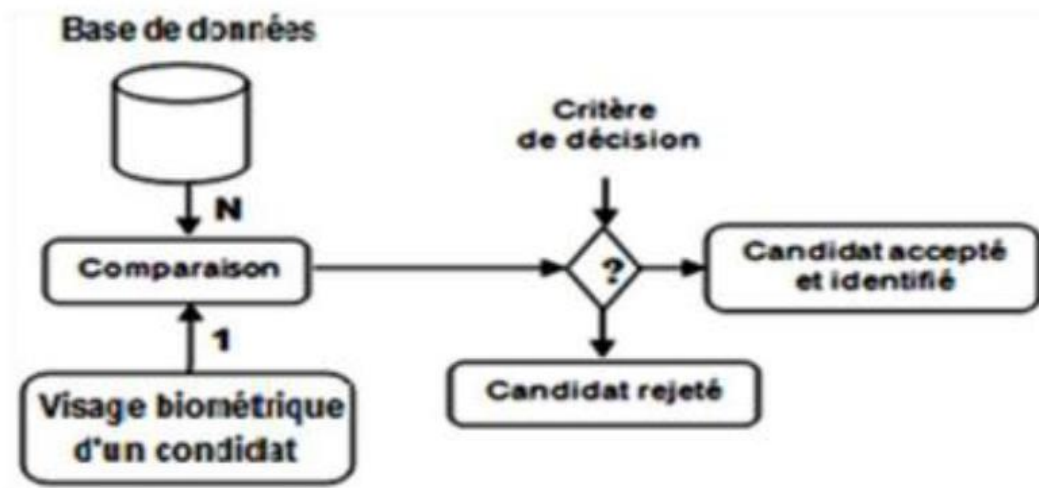 Base de données
Critère
de décision
N
Comparaison
?
Candidat accepté
et identifié
1
Candidat rejeté
Visage biométrique
d'un condidat